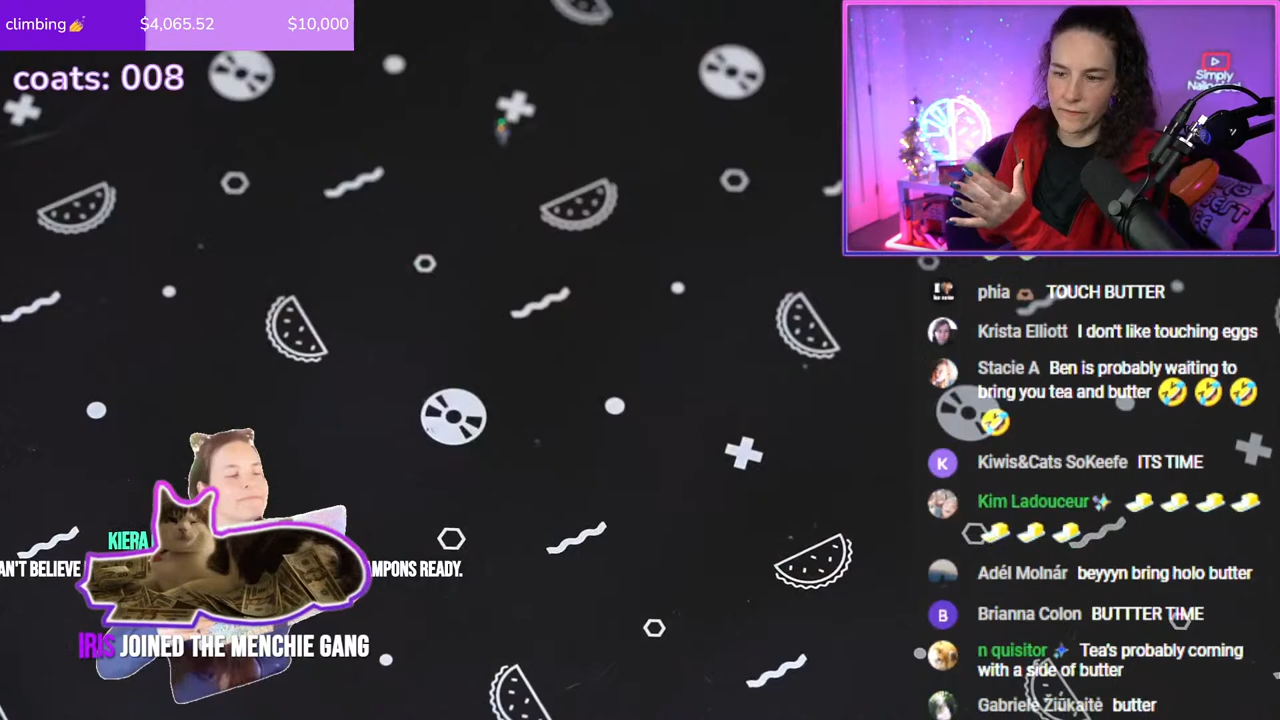 climbing💅 $4,065.52 $10,000
coats: 008
Simply
phia TOUCH BUTTER
Krista Elliott I don't like touching eggs
Stacie A Ben is probably waiting to
bring you tea and butter 🤣 🤣 🤣
🤣
K Kiwis&Cats SoKeefe ITS TIME
Kim Ladouceur ✨ 🧈 🧈 🧈 🧈
🧈 🧈 🧈
Adél Molnár beyyyn bring holo butter
B Brianna Colon BUTTTER TIME
n quisitor Tea's probably coming
with a side of butter
Gabrielė Žiūkaitė butter
KIERA
AN'T BELIEVE MPONS READY.
IRIS JOINED THE MENCHIE GANG